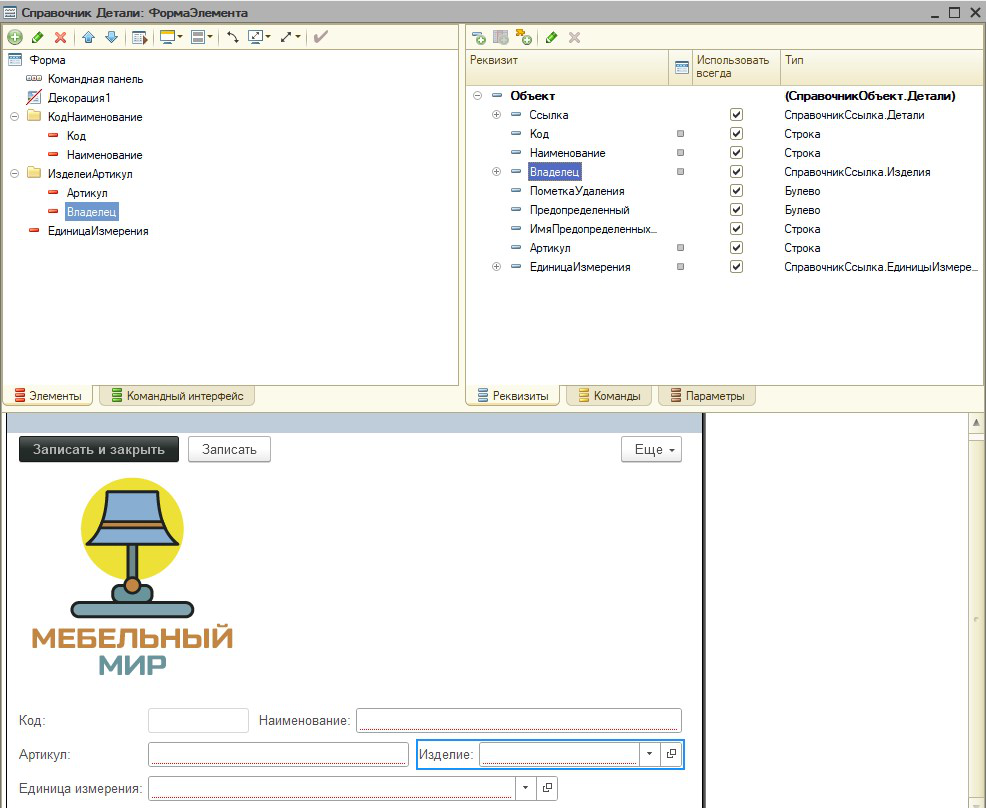 Справочник Детали: ФормаЭлемента
Форма
Командная панель
Декорация1
КодНаименование
Код
Наименование
ИзделеиАртикул
Артикул
Владелец
ЕдиницаИзмерения
Элементы
Командный интерфейс
Реквизит
Использовать всегда
Тип
Объект (СправочникОбъект.Детали)
Ссылка СправочникСсылка.Детали
Код Строка
Наименование Строка
Владелец СправочникСсылка.Изделия
ПометкаУдаления Булево
Предопределенный Булево
ИмяПредопределенных... Строка
Артикул Строка
ЕдиницаИзмерения СправочникСсылка.ЕдиницыИзмере...
Реквизиты
Команды
Параметры
Записать и закрыть
Записать
Еще
МЕБЕЛЬНЫЙ
МИР
Код: Наименование:
Артикул: Изделие:
Единица измерения: